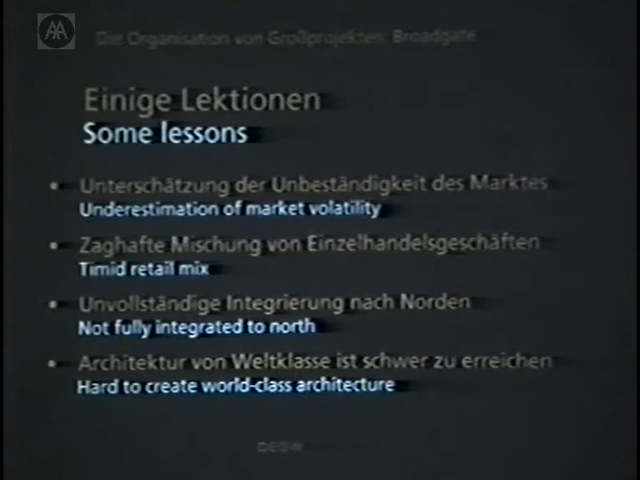 AA
Die Organisation von Großprojekten: Broadgate
Einige Lektionen
Some lessons
• Unterschätzung der Unbeständigkeit des Marktes
Underestimation of market volatility
• Zaghafte Mischung von Einzelhandelsgeschäften
Timid retail mix
• Unvollständige Integrierung nach Norden
Not fully integrated to north
• Architektur von Weltklasse ist schwer zu erreichen
Hard to create world-class architecture
DEGW